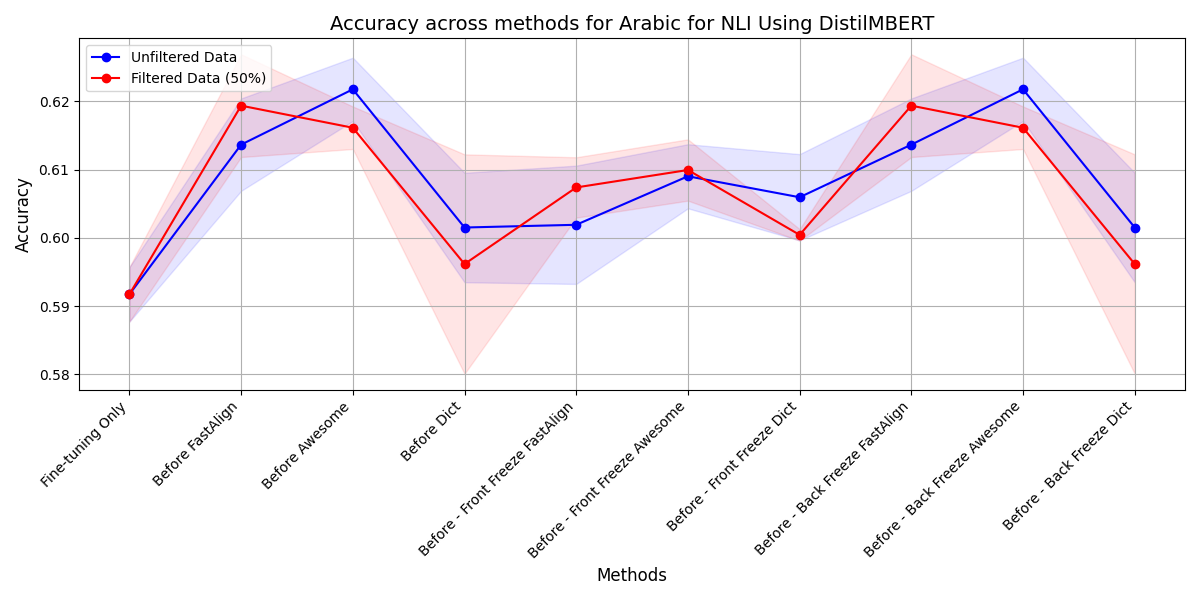 Accuracy across methods for Arabic for NLI Using DistilMBERT
Unfiltered Data
Filtered Data (50%)
Accuracy
0.62
0.61
0.60
0.59
0.58
Fine-tuning Only
Before FastAlign
Before Awesome
Before Dict
Before - Front Freeze FastAlign
Before - Front Freeze Awesome
Before - Front Freeze Dict
Before - Back Freeze FastAlign
Before - Back Freeze Awesome
Before - Back Freeze Dict
Methods